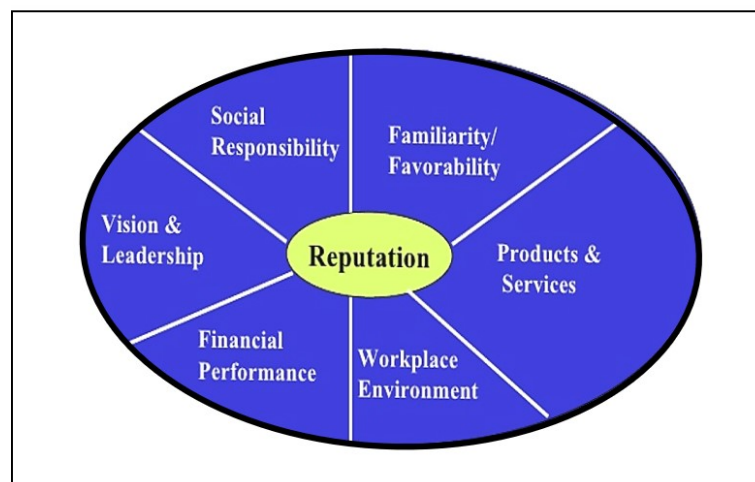 Social
Responsibility
Familiarity/
Favorability
Vision &
Leadership
Reputation
Products &
Services
Financial
Performance
Workplace
Environment